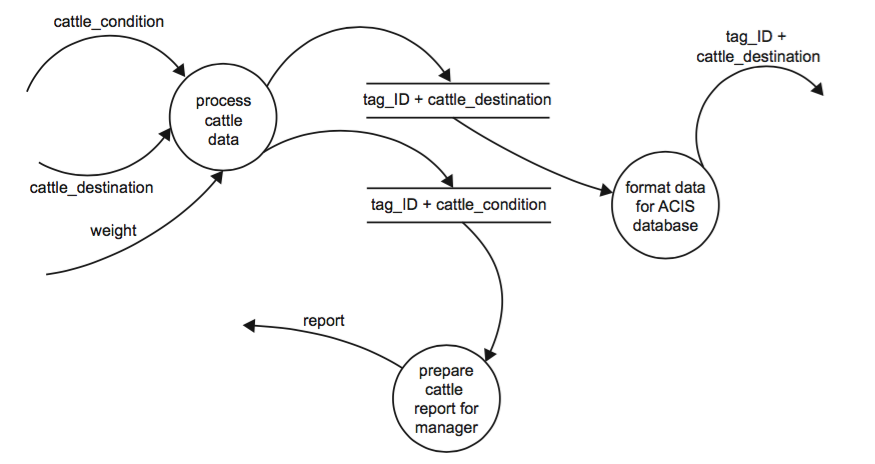 cattle_condition
process
cattle
data
cattle_destination
weight
tag_ID + cattle_destination
tag_ID + cattle_condition
tag_ID +
cattle_destination
format data
for ACIS
database
report
prepare
cattle
report for
manager